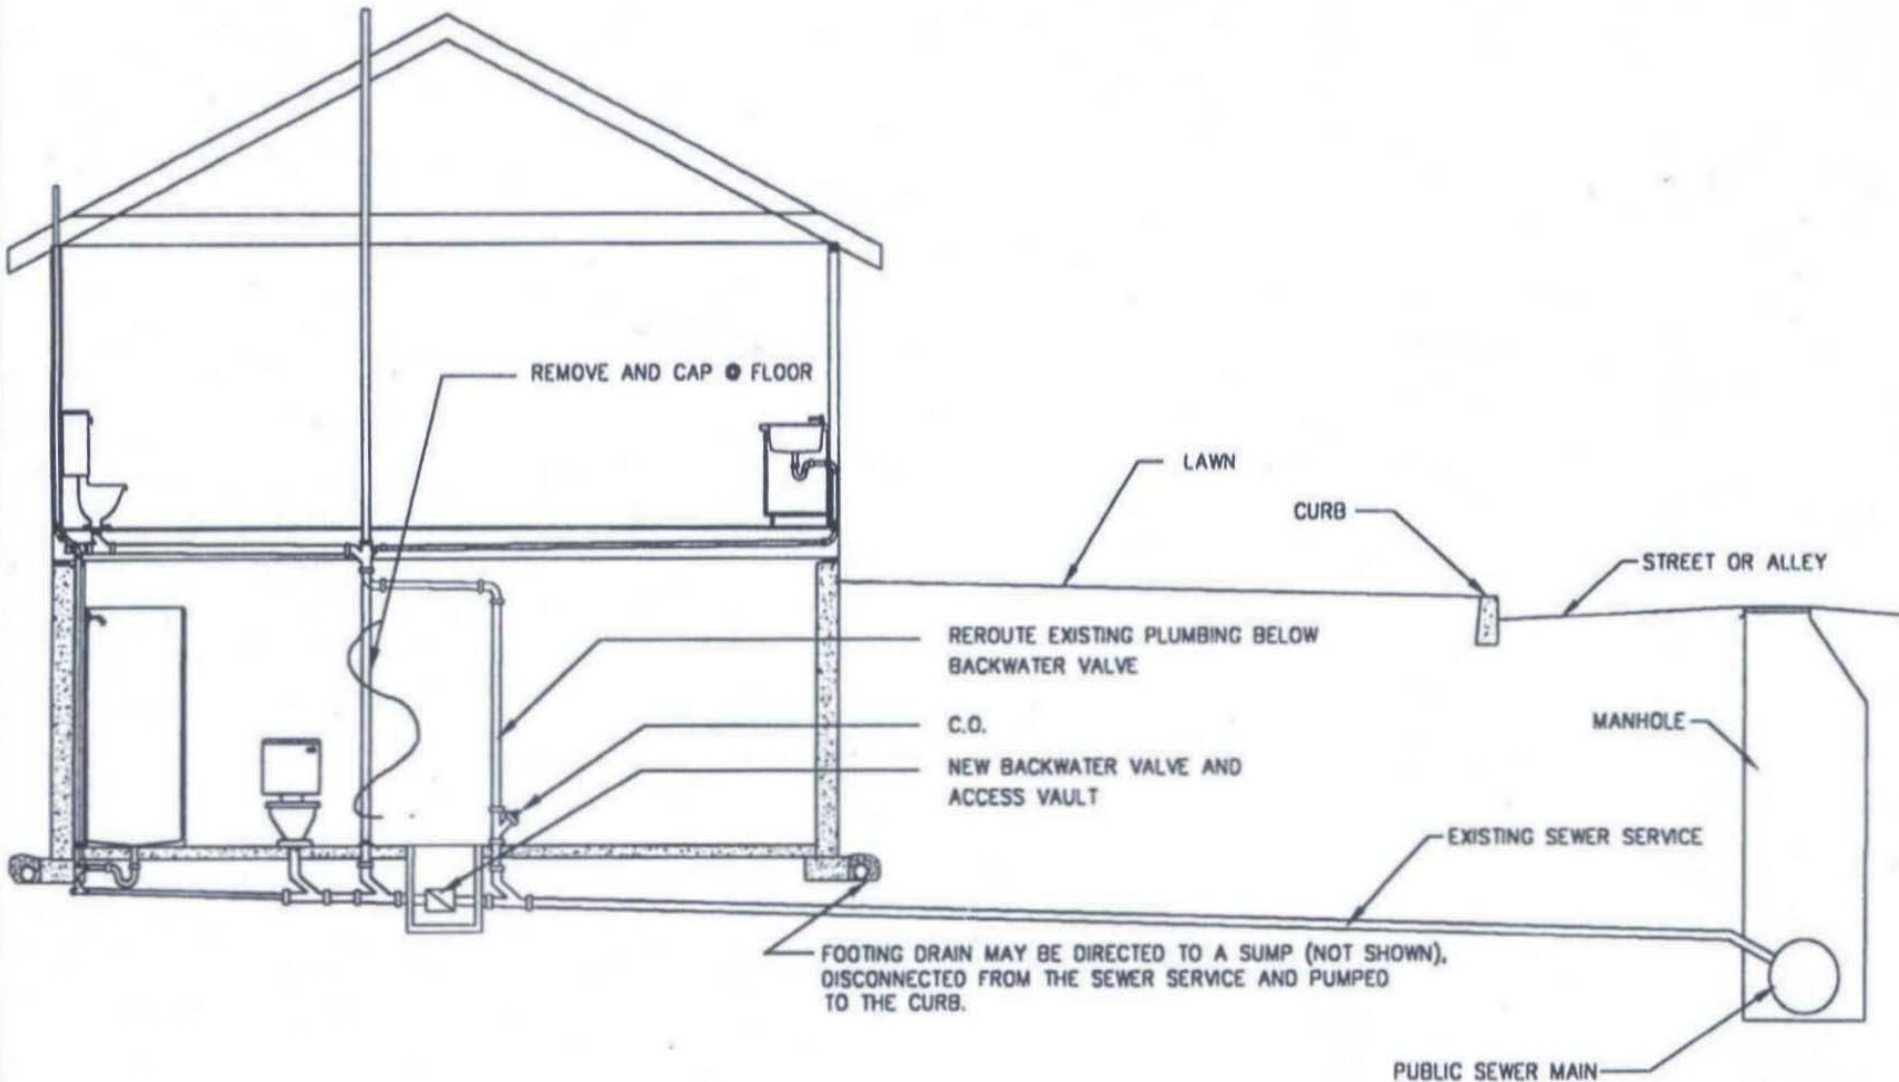 REMOVE AND CAP @ FLOOR
LAWN
CURB
STREET OR ALLEY
REROUTE EXISTING PLUMBING BELOW
BACKWATER VALVE
C.O.
MANHOLE
NEW BACKWATER VALVE AND
ACCESS VAULT
EXISTING SEWER SERVICE
FOOTING DRAIN MAY BE DIRECTED TO A SUMP (NOT SHOWN),
DISCONNECTED FROM THE SEWER SERVICE AND PUMPED
TO THE CURB.
PUBLIC SEWER MAIN